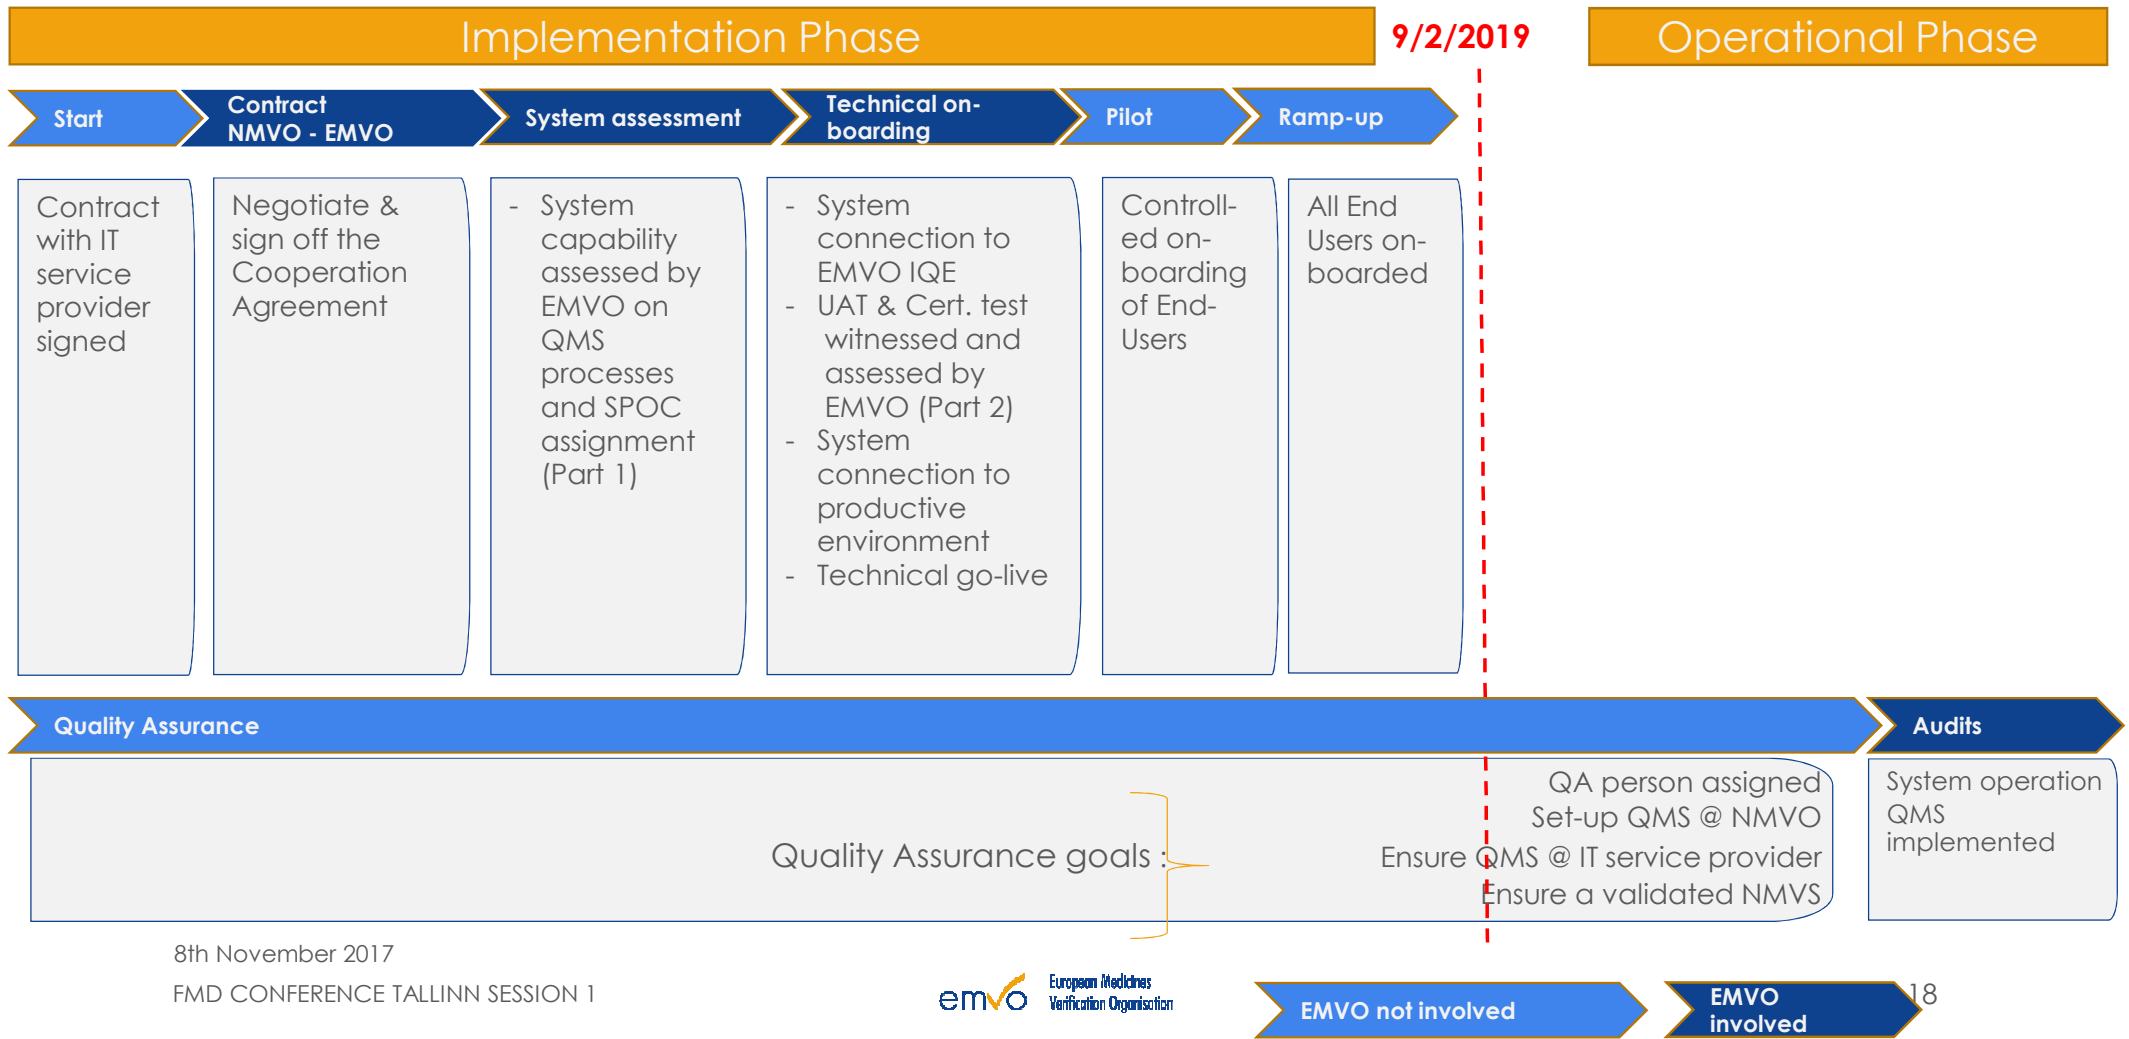 Implementation Phase
9/2/2019
Operational Phase
Start
Contract
NMVO - EMVO
System assessment
Technical on-
boarding
Pilot
Ramp-up
Contract
with IT
service
provider
signed
Negotiate &
sign off the
Cooperation
Agreement
- System
capability
assessed by
EMVO on
QMS
processes
and SPOC
assignment
(Part 1)
- System
connection to
EMVO IQE
- UAT & Cert. test
witnessed and
assessed by
EMVO (Part 2)
- System
connection to
productive
environment
- Technical go-live
Controll-
ed on-
boarding
of End-
Users
All End
Users on-
boarded
Quality Assurance
Audits
Quality Assurance goals :
QA person assigned
Set-up QMS @ NMVO
Ensure QMS @ IT service provider
Ensure a validated NMVS
System operation
QMS
implemented
8th November 2017
FMD CONFERENCE TALLINN SESSION 1
emvo
European Medicines
Verification Organisation
EMVO not involved
EMVO
involved
18